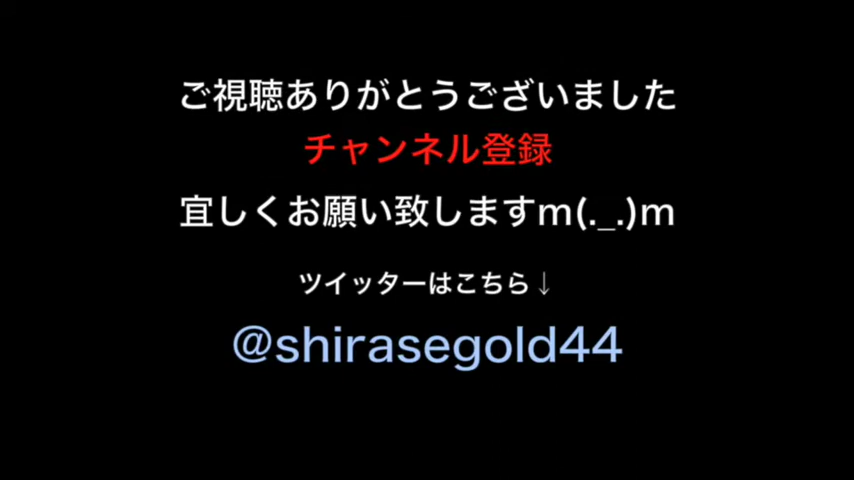 ご視聴ありがとうございました
チャンネル登録
宜しくお願い致しますm(._.)m
ツイッターはこちら↓
@shirasegold44